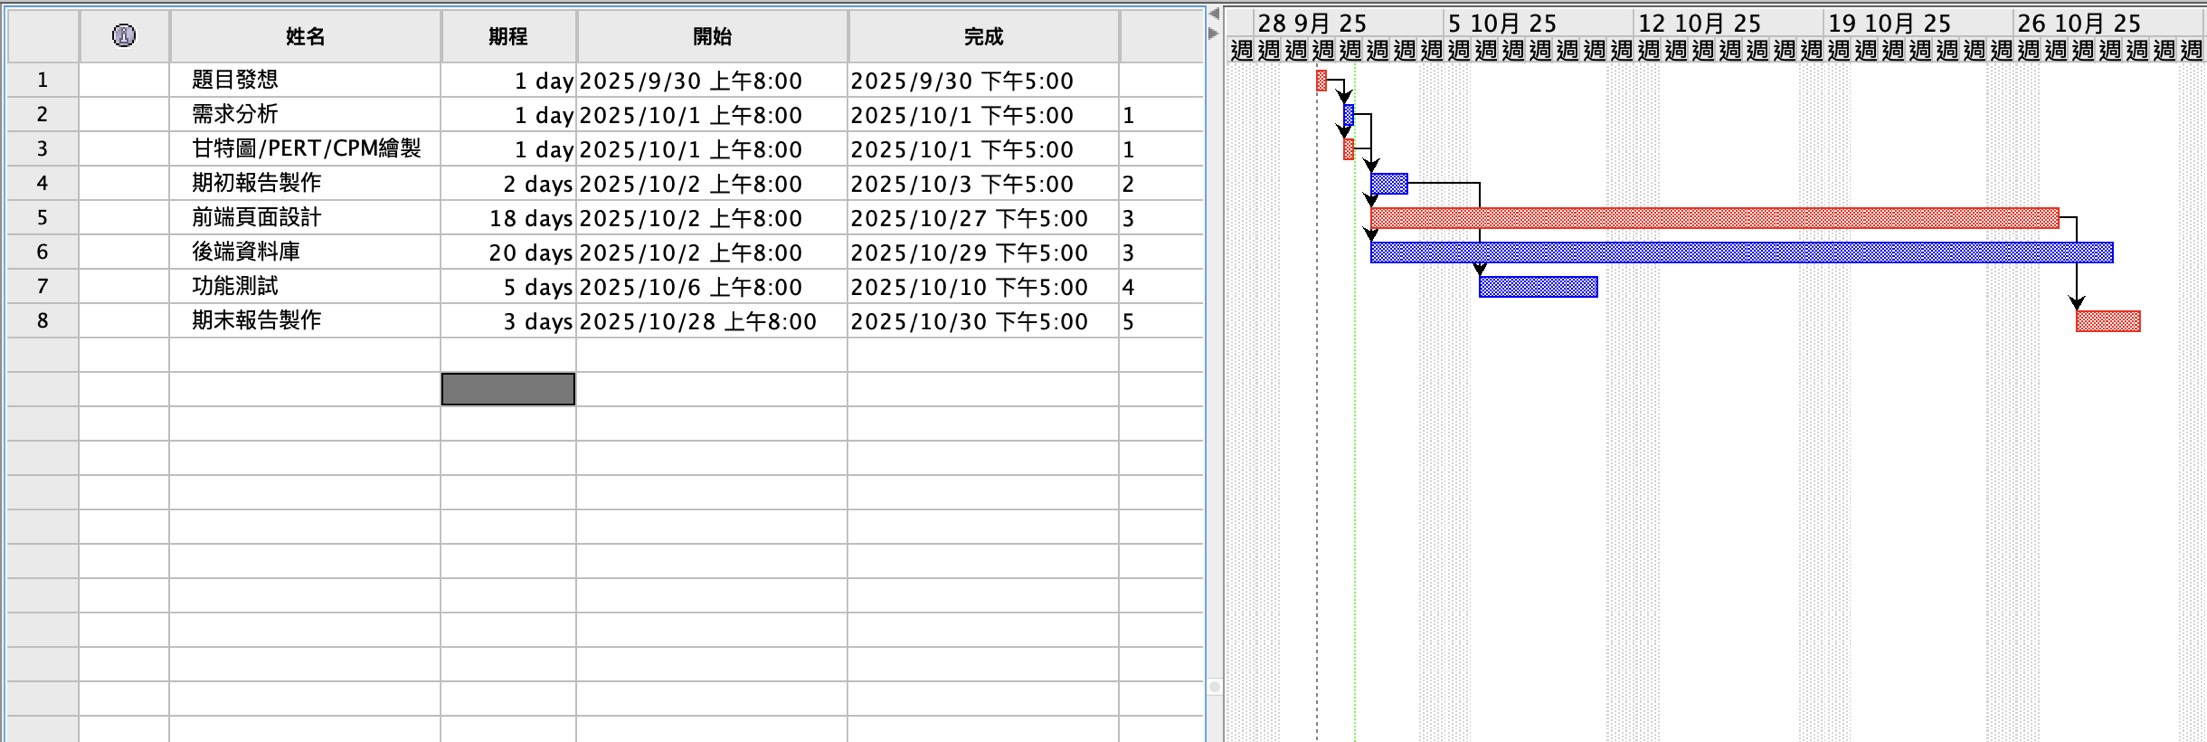 姓名 期程 開始 完成
1 題目發想 1 day 2025/9/30 上午8:00 2025/9/30 下午5:00
2 需求分析 1 day 2025/10/1 上午8:00 2025/10/1 下午5:00 1
3 甘特圖/PERT/CPM繪製 1 day 2025/10/1 上午8:00 2025/10/1 下午5:00 1
4 期初報告製作 2 days 2025/10/2 上午8:00 2025/10/3 下午5:00 2
5 前端頁面設計 18 days 2025/10/2 上午8:00 2025/10/27 下午5:00 3
6 後端資料庫 20 days 2025/10/2 上午8:00 2025/10/29 下午5:00 3
7 功能測試 5 days 2025/10/6 上午8:00 2025/10/10 下午5:00 4
8 期末報告製作 3 days 2025/10/28 上午8:00 2025/10/30 下午5:00 5
28 9月 25 5 10月 25 12 10月 25 19 10月 25 26 10月 25
週 週 週 週 週 週 週 週 週 週 週 週 週 週 週 週 週 週 週 週 週 週 週 週 週 週 週 週 週 週 週 週 週 週 週 週